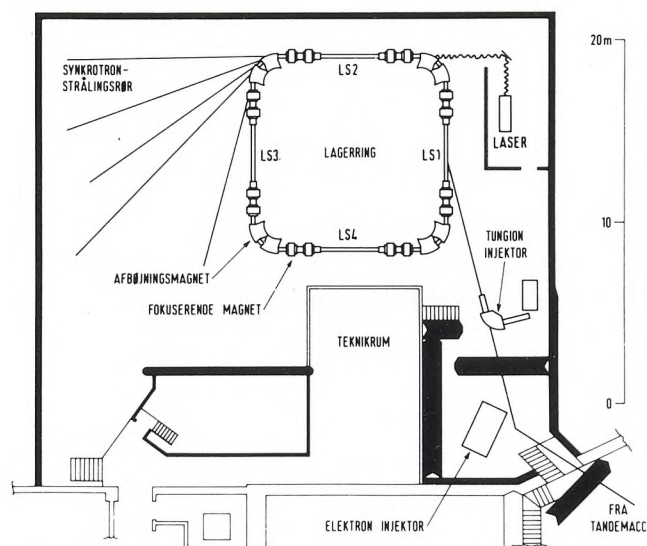 20m
SYNKROTRON-
STRÅLINGSRØR
LS2
LASER
LS3
LAGERRING
LS1
LS4
10
TUNGION
INJEKTOR
AFBØJNINGSMAGNET
FOKUSERENDE MAGNET
TEKNIKRUM
0
ELEKTRON INJEKTOR
FRA
TANDEMACC